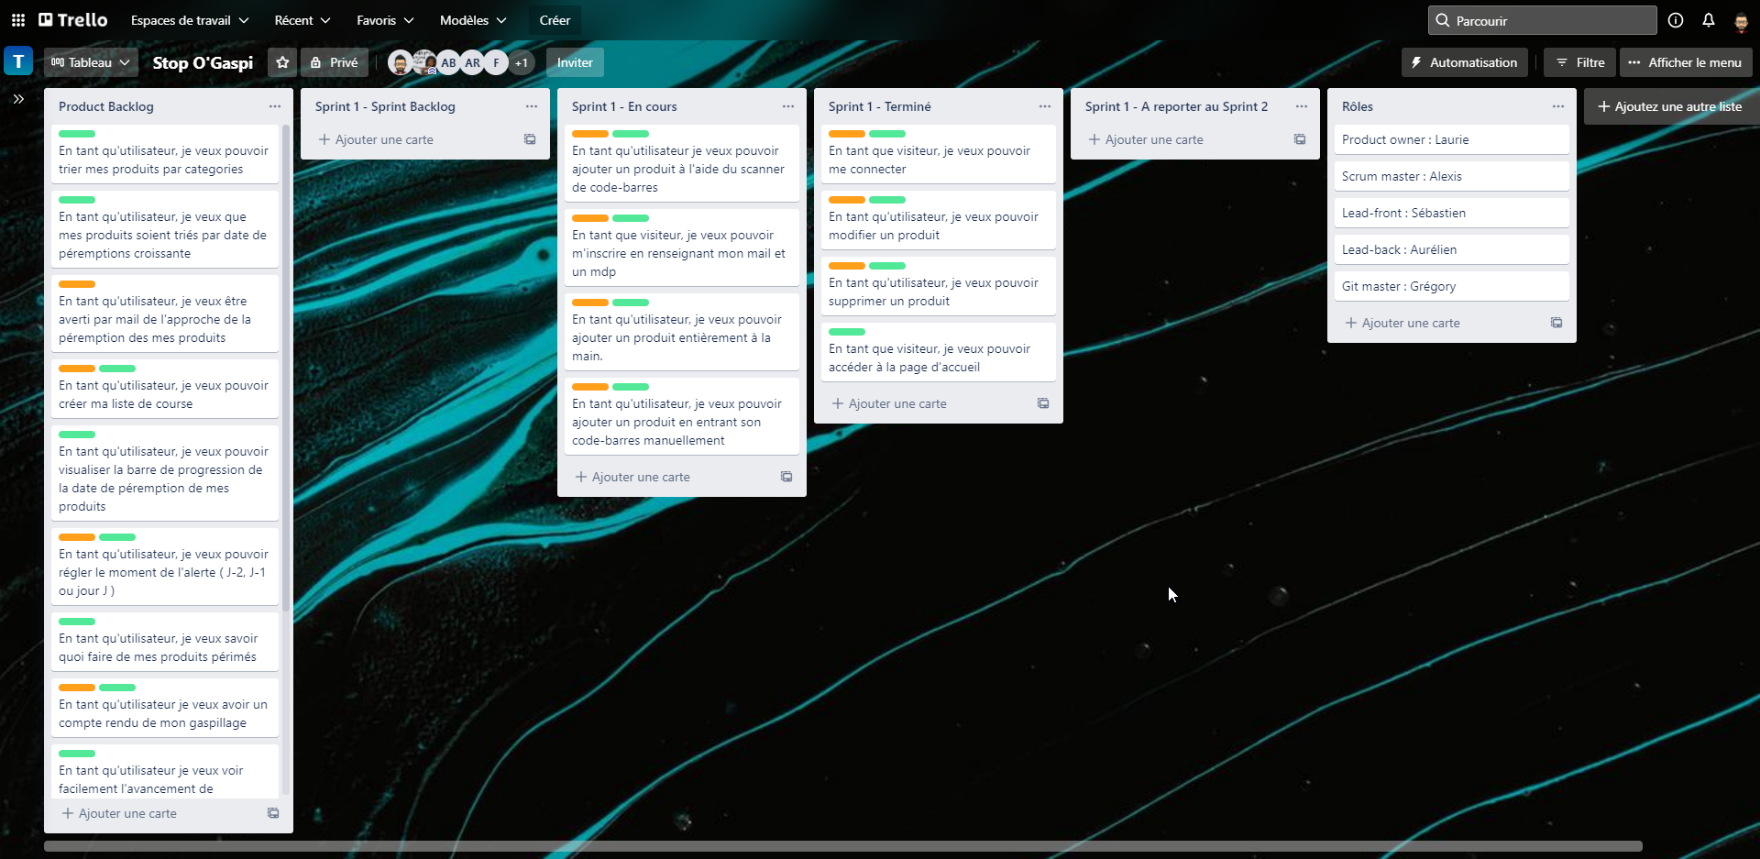 Trello
Espaces de travail
Récent
Favoris
Modèles
Créer
Parcourir
T
Tableau
Stop O'Gaspi
Privé
AB
AR
F
+1
Inviter
Automatisation
Filtre
Afficher le menu
Product Backlog
En tant qu'utilisateur, je veux pouvoir
trier mes produits par categories
En tant qu'utilisateur, je veux que
mes produits soient triés par date de
péremptions croissante
En tant qu'utilisateur, je veux être
averti par mail de l'approche de la
péremption des mes produits
En tant qu'utilisateur, je veux pouvoir
créer ma liste de course
En tant qu'utilisateur, je veux pouvoir
visualiser la barre de progression de
la date de péremption de mes
produits
En tant qu'utilisateur, je veux pouvoir
régler le moment de l'alerte ( J-2, J-1
ou jour J )
En tant qu'utilisateur, je veux savoir
quoi faire de mes produits périmés
En tant qu'utilisateur je veux avoir un
compte rendu de mon gaspillage
En tant qu'utilisateur je veux voir
facilement l'avancement de
+ Ajouter une carte
Sprint 1 - Sprint Backlog
+ Ajouter une carte
Sprint 1 - En cours
En tant qu'utilisateur je veux pouvoir
ajouter un produit à l'aide du scanner
de code-barres
En tant que visiteur, je veux pouvoir
m'inscrire en renseignant mon mail et
un mdp
En tant qu'utilisateur, je veux pouvoir
ajouter un produit entièrement à la
main.
En tant qu'utilisateur, je veux pouvoir
ajouter un produit en entrant son
code-barres manuellement
+ Ajouter une carte
Sprint 1 - Terminé
En tant que visiteur, je veux pouvoir
me connecter
En tant qu'utilisateur, je veux pouvoir
modifier un produit
En tant qu'utilisateur, je veux pouvoir
supprimer un produit
En tant que visiteur, je veux pouvoir
accéder à la page d'accueil
+ Ajouter une carte
Sprint 1 - A reporter au Sprint 2
+ Ajouter une carte
Rôles
Product owner : Laurie
Scrum master : Alexis
Lead-front : Sébastien
Lead-back : Aurélien
Git master : Grégory
+ Ajouter une carte
+ Ajoutez une autre liste